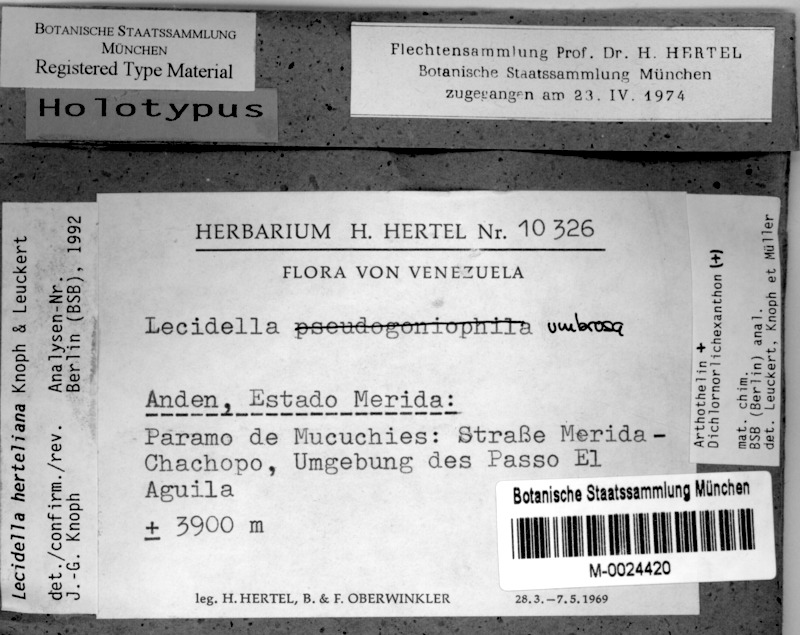 BOTANISCHE STAATSSAMMLUNG
MÜNCHEN
Registered Type Material
Holotypus
Flechtensammlung Prof. Dr. H. HERTEL
Botanische Staatssammlung München
zugegangen am 23. IV. 1974
Lecidella herteliana Knoph & Leuckert
det./confirm./rev. Analysen-Nr.
J.-G. Knoph Berlin (BSB), 1992
HERBARIUM H. HERTEL Nr. 10 326
FLORA VON VENEZUELA
Lecidella pseudogoniophila umbrosa
Anden, Estado Merida:
Paramo de Mucuchies: Straße Merida-
Chachopo, Umgebung des Passo El
Aguila
± 3900 m
leg. H. HERTEL, B. & F. OBERWINKLER 28.3.—7.5.1969
Arthothelin +
Dichlornorlichexanthon (+)
mat. chim.
BSB (Berlin) anal.
det. Leuckert, Knoph et Müller
Botanische Staatssammlung München
M-0024420